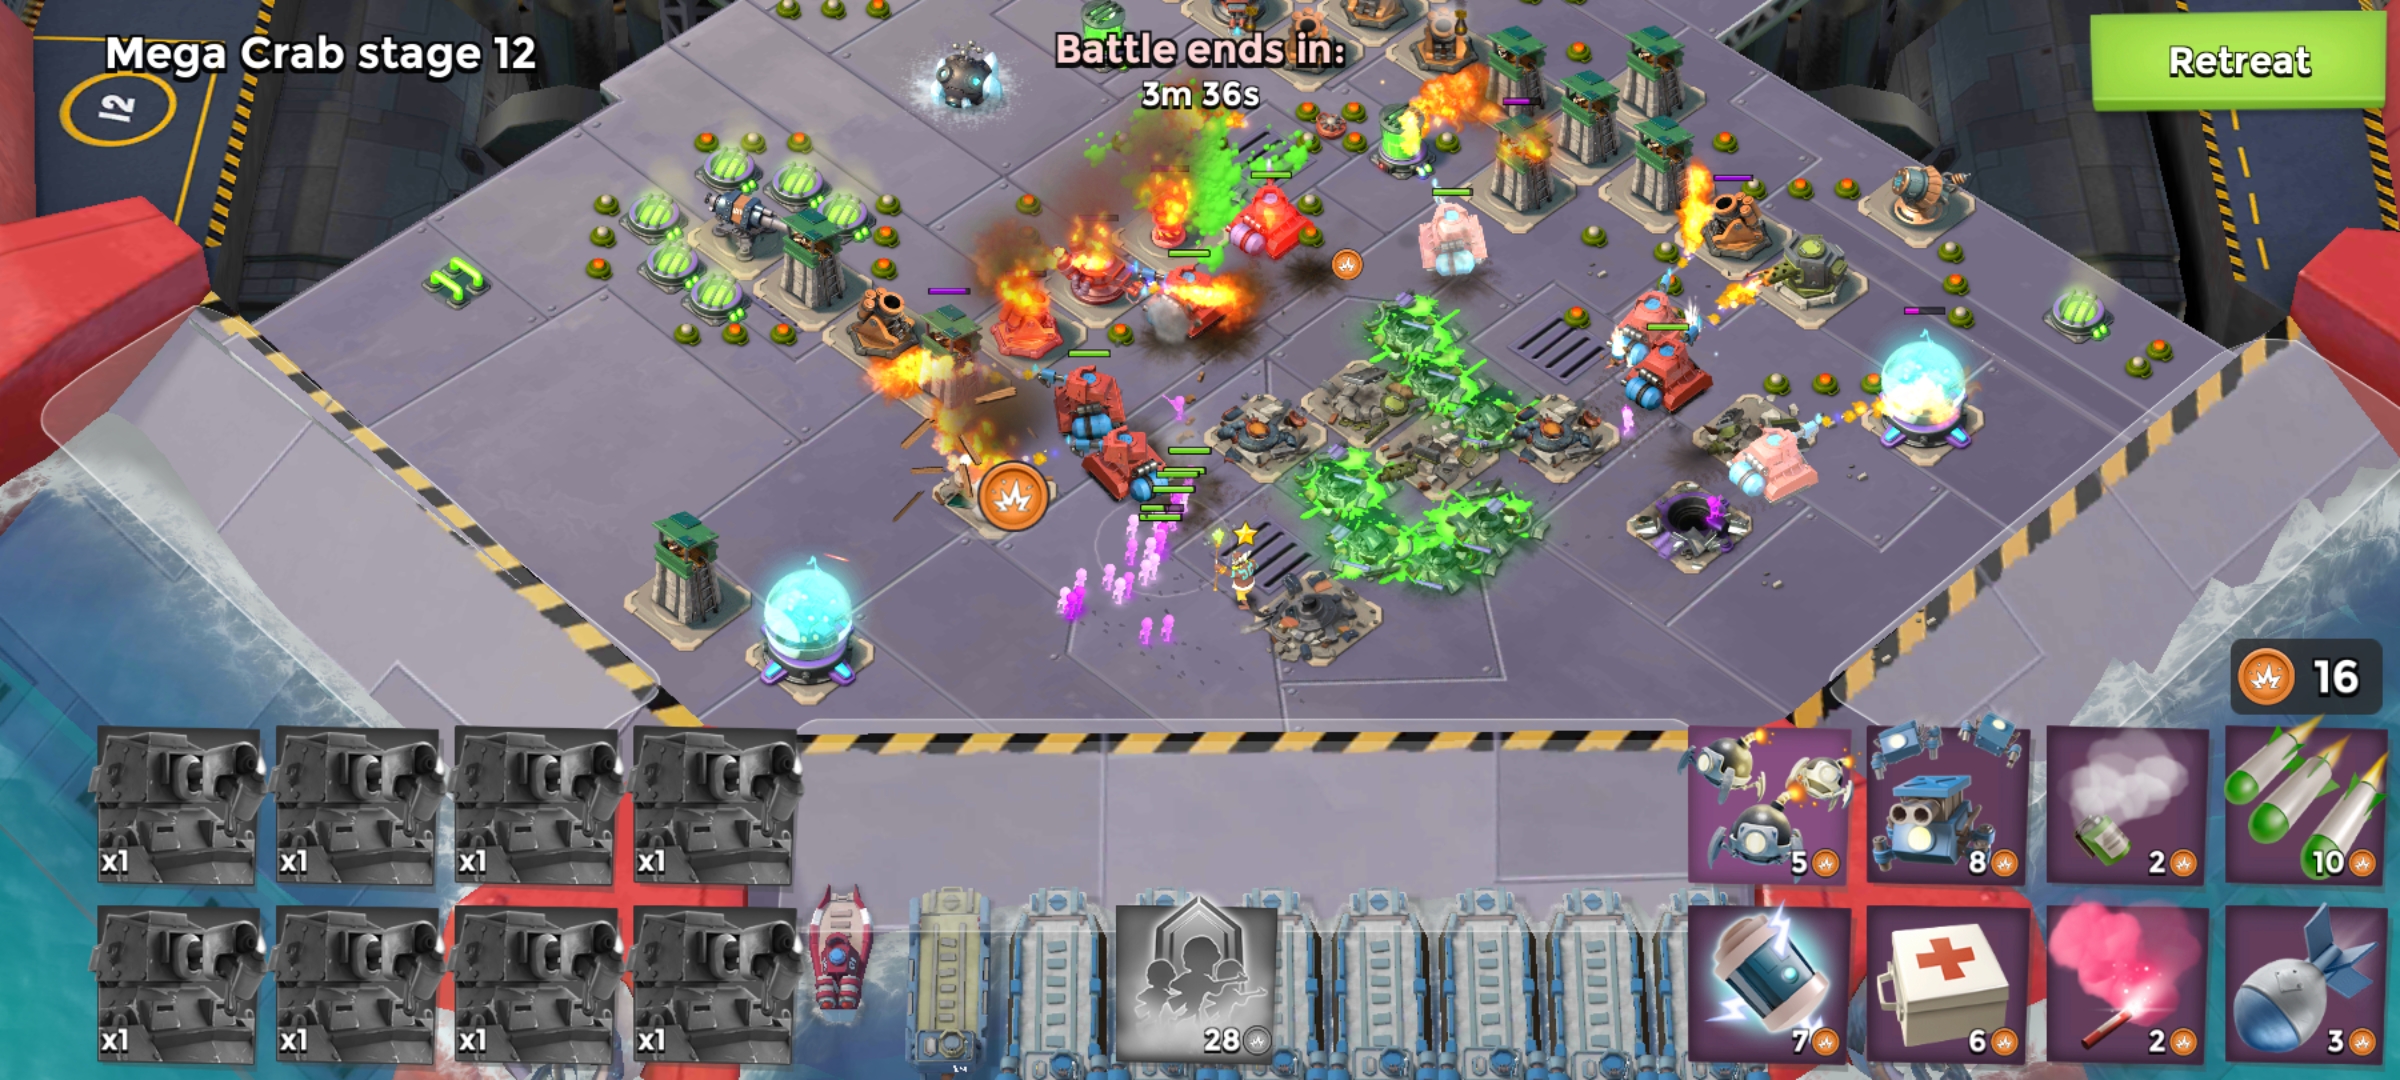 Mega Crab stage 12
Battle ends in:
3m 36s
Retreat
12
16
x1
x1
x1
x1
5
8
2
10
x1
x1
x1
x1
28
7
6
2
3